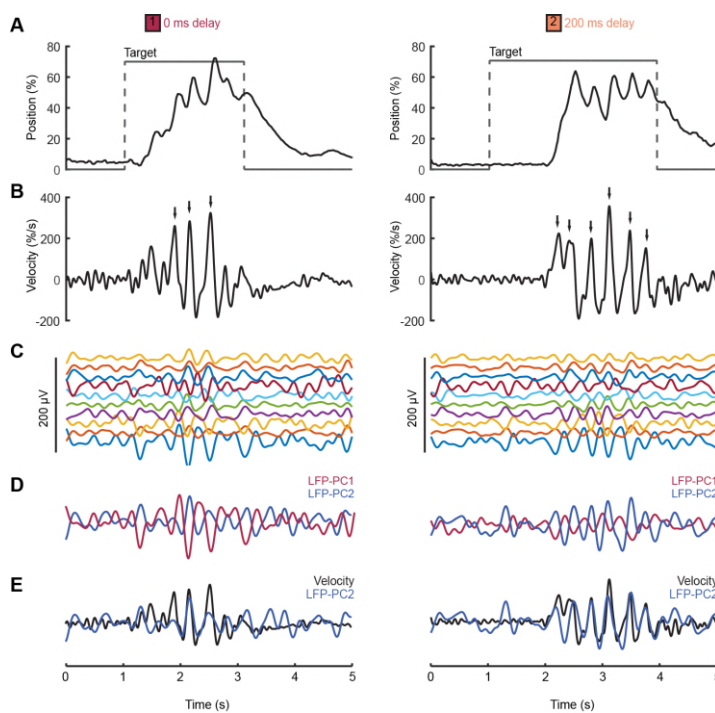 1 0 ms delay
2 200 ms delay
A
Target
Target
Position (%)
80
60
40
20
0
Position (%)
80
60
40
20
0
B
Velocity (%/s)
400
200
0
-200
Velocity (%/s)
400
200
0
-200
C
200 µV
200 µV
D
LFP-PC1
LFP-PC2
LFP-PC1
LFP-PC2
E
Velocity
LFP-PC2
Velocity
LFP-PC2
0 1 2 3 4 5
0 1 2 3 4 5
Time (s)
Time (s)